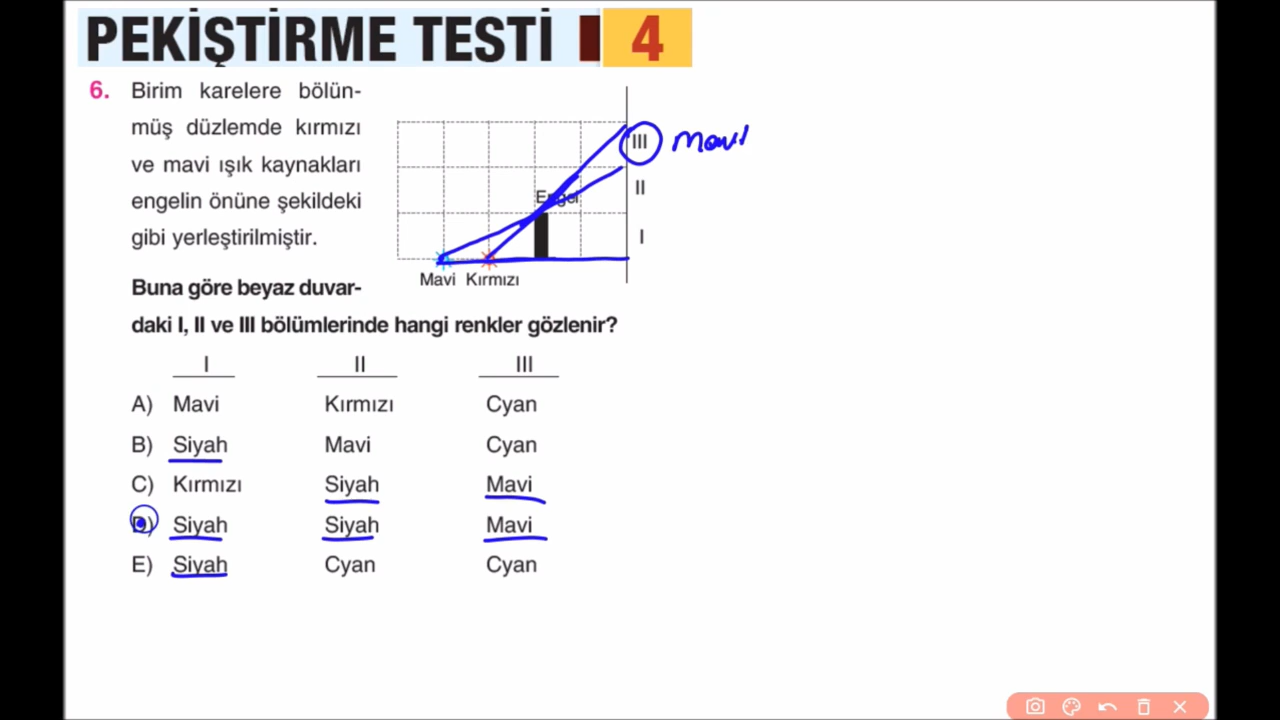 PEKİŞTİRME TESTİ 4
6. Birim karelere bölün-
müş düzlemde kırmızı
ve mavi ışık kaynakları
engelin önüne şekildeki
gibi yerleştirilmiştir.
III Mavi
II
Engel
I
Mavi Kırmızı
Buna göre beyaz duvar-
daki I, II ve III bölümlerinde hangi renkler gözlenir?
I II III
A) Mavi Kırmızı Cyan
B) Siyah Mavi Cyan
C) Kırmızı Siyah Mavi
D) Siyah Siyah Mavi
E) Siyah Cyan Cyan